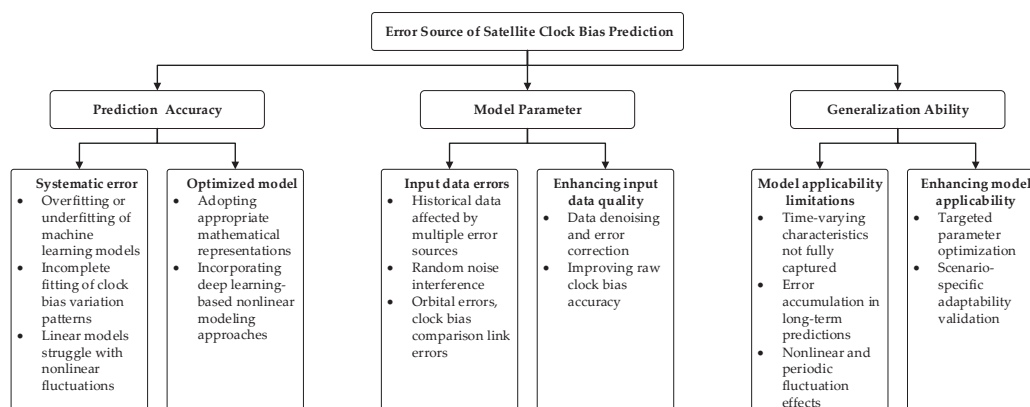 Error Source of Satellite Clock Bias Prediction
Prediction Accuracy
Model Parameter
Generalization Ability
Systematic error
• Overfitting or
underfitting of
machine
learning models
• Incomplete
fitting of clock
bias variation
patterns
• Linear models
struggle with
nonlinear
fluctuations
Optimized model
• Adopting
appropriate
mathematical
representations
• Incorporating
deep learning-
based nonlinear
modeling
approaches
Input data errors
• Historical data
affected by
multiple error
sources
• Random noise
interference
• Orbital errors,
clock bias
comparison link
errors
Enhancing input
data quality
• Data denoising
and error
correction
• Improving raw
clock bias
accuracy
Model applicability
limitations
• Time-varying
characteristics
not fully
captured
• Error
accumulation in
long-term
predictions
• Nonlinear and
periodic
fluctuation
effects
Enhancing model
applicability
• Targeted
parameter
optimization
• Scenario-
specific
adaptability
validation